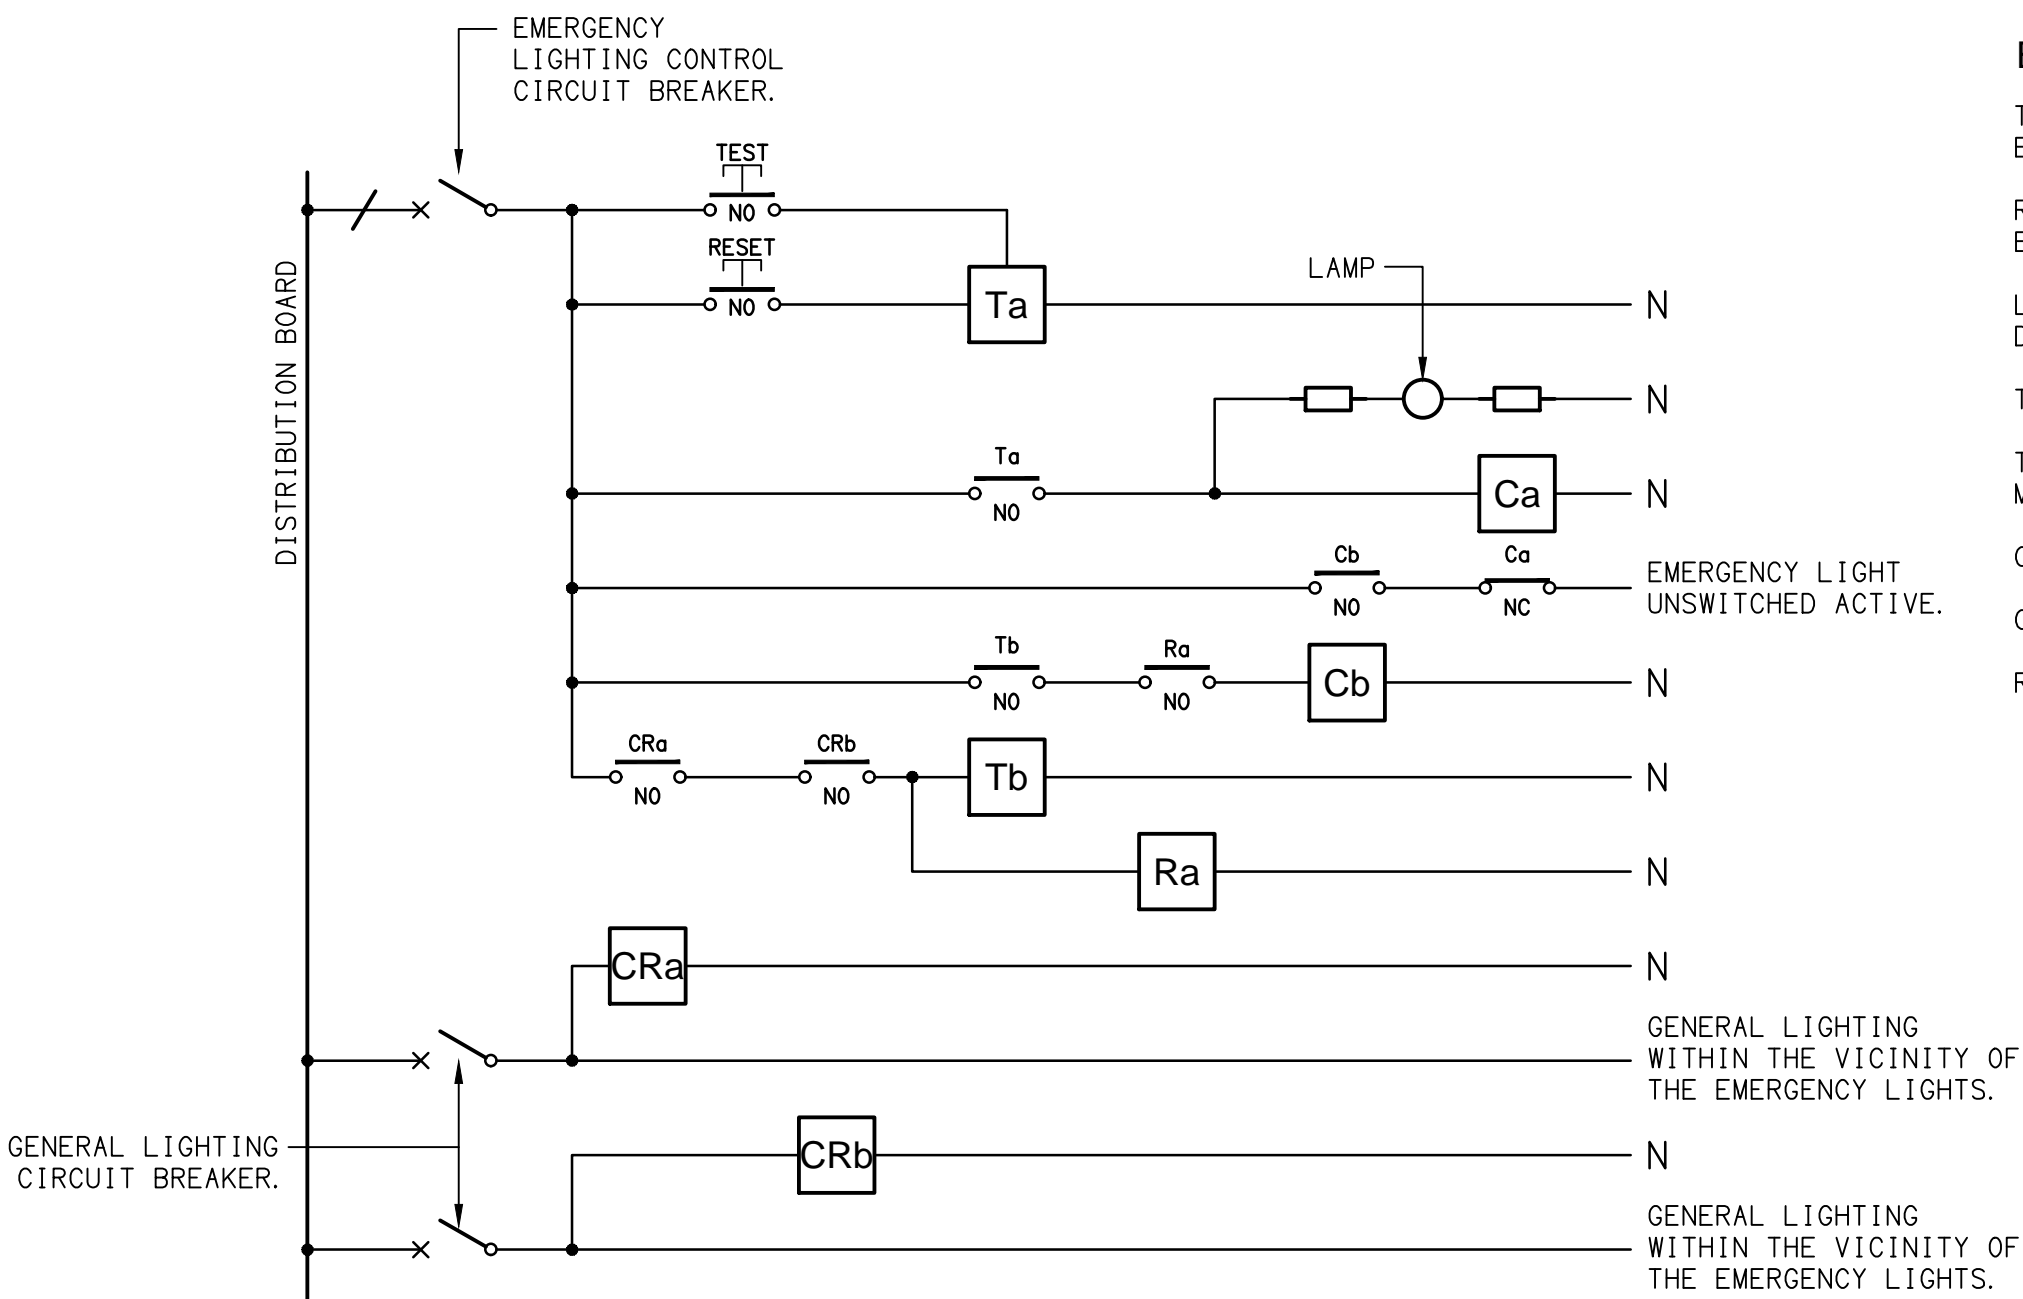 EMERGENCY
LIGHTING CONTROL
CIRCUIT BREAKER.
TEST
NO
RESET
NO
DISTRIBUTION BOARD
Ta
N
LAMP
N
Ta
NO
Ca
N
Cb
NO
Ca
NC
EMERGENCY LIGHT
UNSWITCHED ACTIVE.
Tb
NO
Ra
NO
Cb
N
CRa
NO
CRb
NO
Tb
N
Ra
N
CRa
N
GENERAL LIGHTING
WITHIN THE VICINITY OF
THE EMERGENCY LIGHTS.
GENERAL LIGHTING
CIRCUIT BREAKER.
CRb
N
GENERAL LIGHTING
WITHIN THE VICINITY OF
THE EMERGENCY LIGHTS.